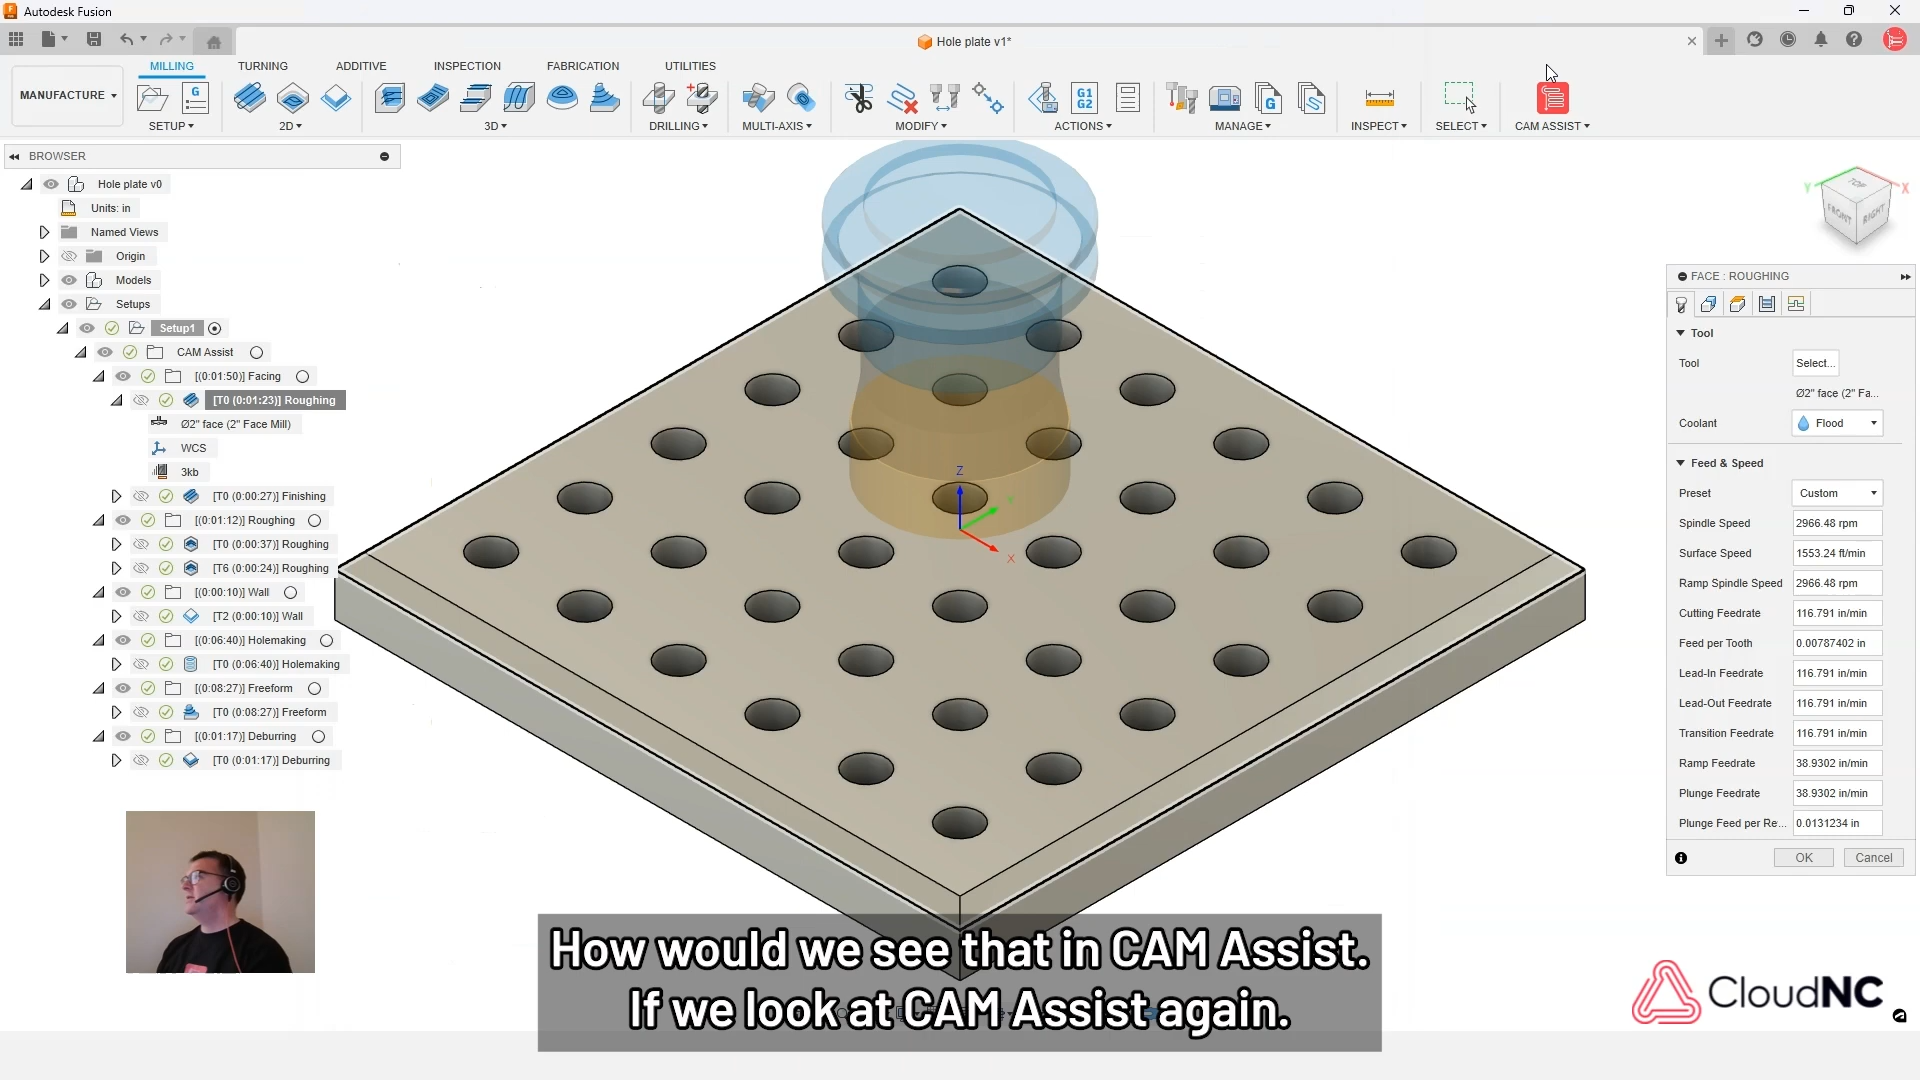 Autodesk Fusion
Hole plate v1*
MANUFACTURE
MILLING
TURNING
ADDITIVE
INSPECTION
FABRICATION
UTILITIES
SETUP
2D
3D
DRILLING
MULTI-AXIS
MODIFY
ACTIONS
MANAGE
INSPECT
SELECT
CAM ASSIST
G1
G2
BROWSER
Hole plate v0
Units: in
Named Views
Origin
Models
Setups
Setup1
CAM Assist
[(0:01:50)] Facing
[T0 (0:01:23)] Roughing
Ø2" face (2" Face Mill)
WCS
3kb
[T0 (0:00:27)] Finishing
[(0:01:12)] Roughing
[T0 (0:00:37)] Roughing
[T6 (0:00:24)] Roughing
[(0:00:10)] Wall
[T2 (0:00:10)] Wall
[(0:06:40)] Holemaking
[T0 (0:06:40)] Holemaking
[(0:08:27)] Freeform
[T0 (0:08:27)] Freeform
[(0:01:17)] Deburring
[T0 (0:01:17)] Deburring
Z
Y
X
Y
X
TOP
FRONT
RIGHT
FACE : ROUGHING
Tool
Tool Select...
Ø2" face (2" Fa...
Coolant Flood
Feed & Speed
Preset Custom
Spindle Speed 2966.48 rpm
Surface Speed 1553.24 ft/min
Ramp Spindle Speed 2966.48 rpm
Cutting Feedrate 116.791 in/min
Feed per Tooth 0.00787402 in
Lead-In Feedrate 116.791 in/min
Lead-Out Feedrate 116.791 in/min
Transition Feedrate 116.791 in/min
Ramp Feedrate 38.9302 in/min
Plunge Feedrate 38.9302 in/min
Plunge Feed per Re... 0.0131234 in
OK Cancel
How would we see that in CAM Assist.
If we look at CAM Assist again.
CloudNC